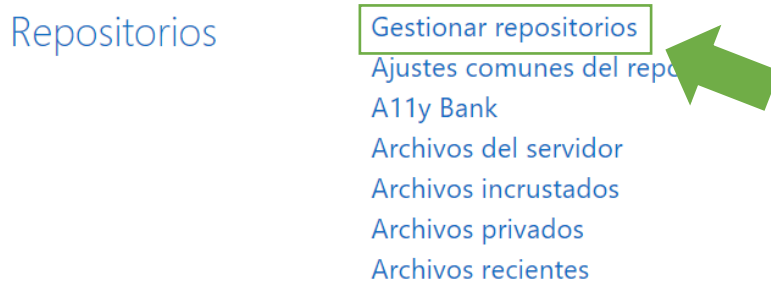 Repositorios
Gestionar repositorios
Ajustes comunes del
A11y Bank
Archivos del servidor
Archivos incrustados
Archivos privados
Archivos recientes